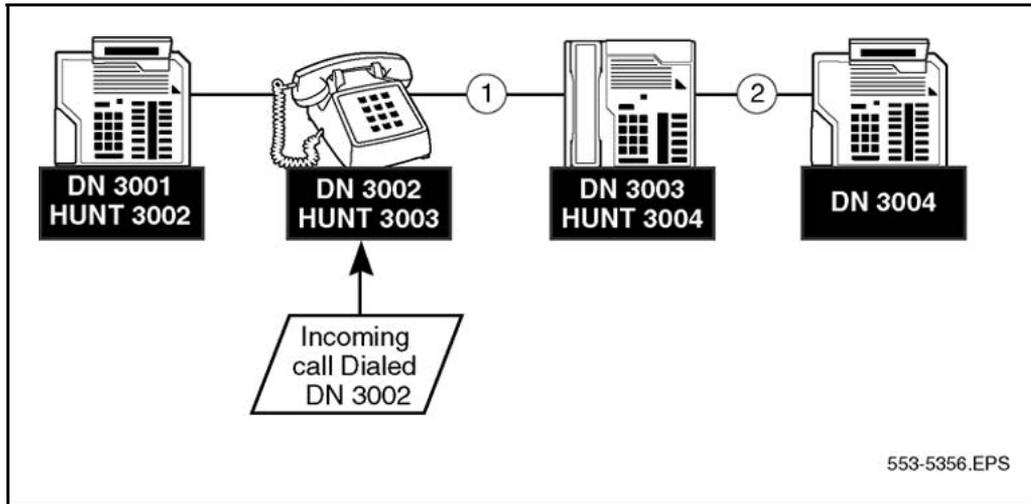 1
2
DN 3001
HUNT 3002
DN 3002
HUNT 3003
DN 3003
HUNT 3004
DN 3004
Incoming
call Dialed
DN 3002
553-5356.EPS